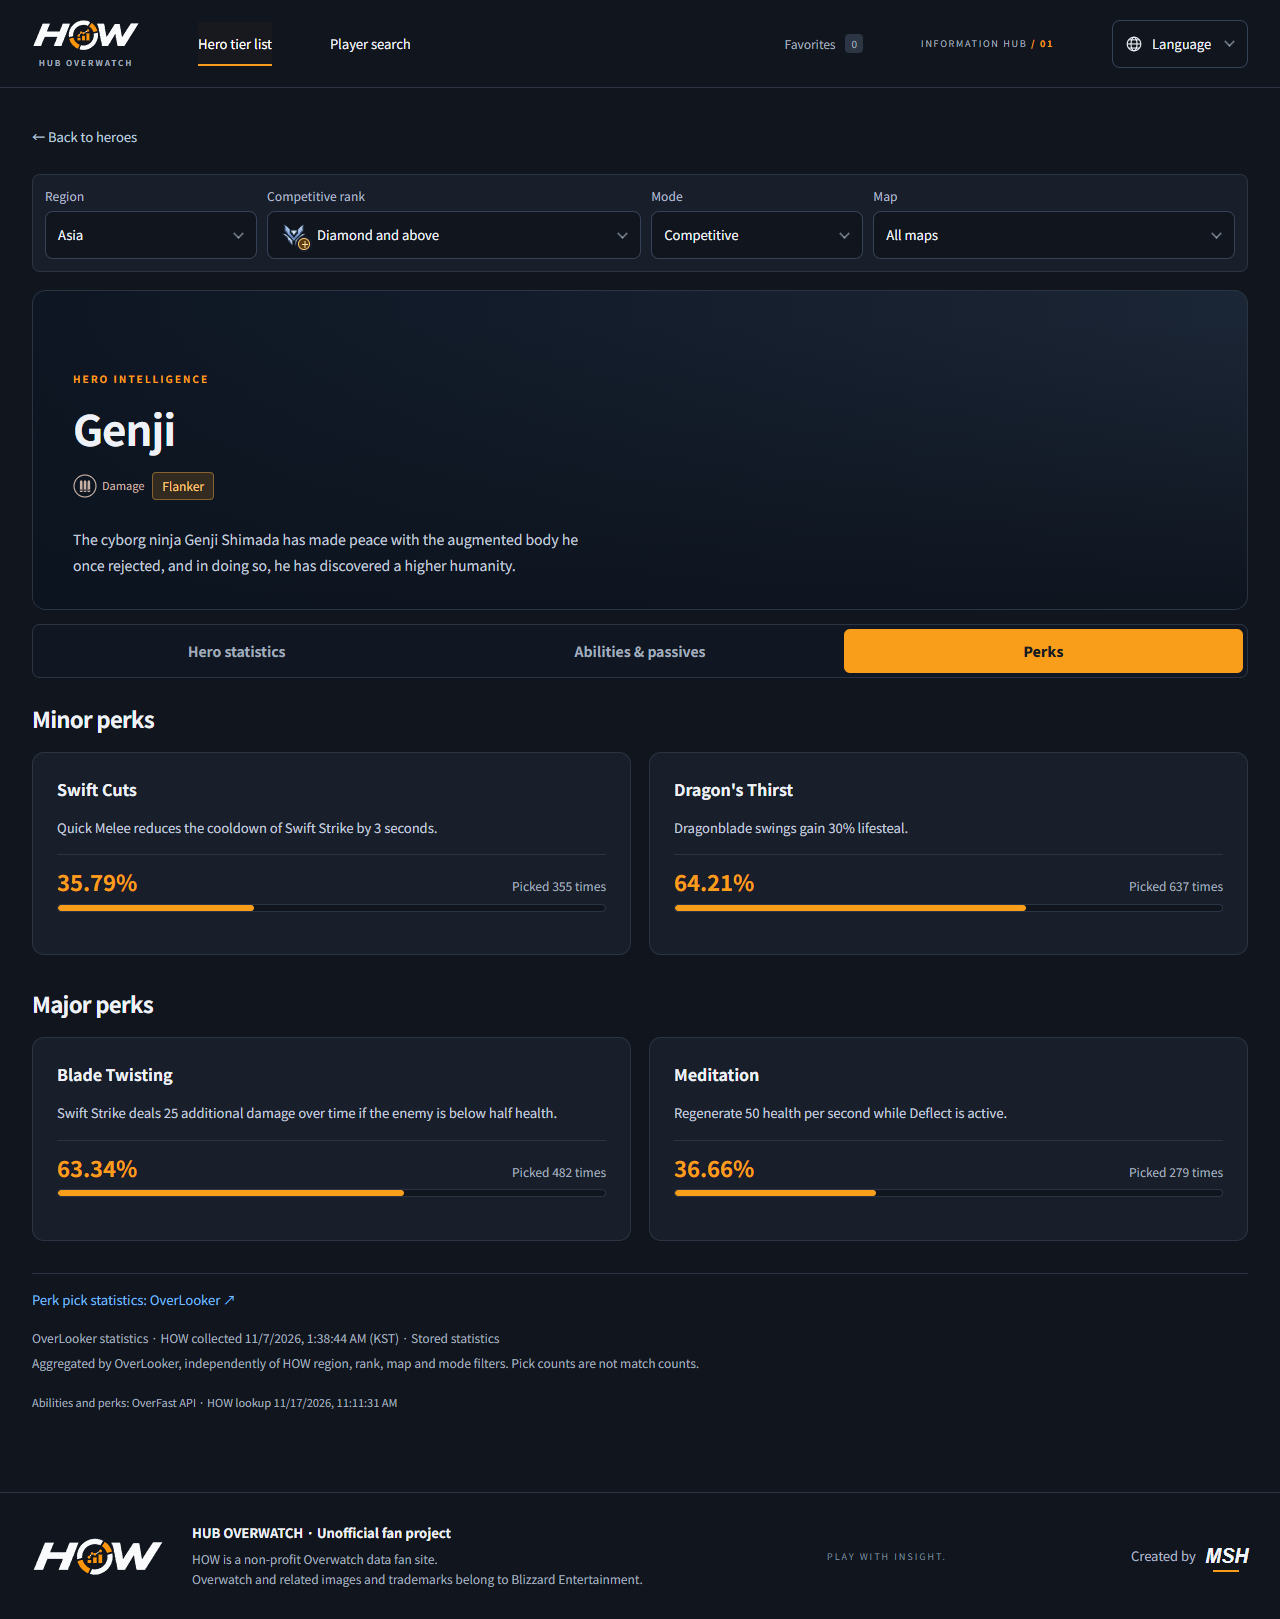 HOW
HUB OVERWATCH
Hero tier list
Player search
Favorites 0
INFORMATION HUB / 01
Language
← Back to heroes
Region
Competitive rank
Mode
Map
Asia
Diamond and above
Competitive
All maps
HERO INTELLIGENCE
Genji
Damage
Flanker
The cyborg ninja Genji Shimada has made peace with the augmented body he
once rejected, and in doing so, he has discovered a higher humanity.
Hero statistics
Abilities & passives
Perks
Minor perks
Swift Cuts
Quick Melee reduces the cooldown of Swift Strike by 3 seconds.
35.79%
Picked 355 times
Dragon's Thirst
Dragonblade swings gain 30% lifesteal.
64.21%
Picked 637 times
Major perks
Blade Twisting
Swift Strike deals 25 additional damage over time if the enemy is below half health.
63.34%
Picked 482 times
Meditation
Regenerate 50 health per second while Deflect is active.
36.66%
Picked 279 times
Perk pick statistics: OverLooker ↗
OverLooker statistics · HOW collected 11/7/2026, 1:38:44 AM (KST) · Stored statistics
Aggregated by OverLooker, independently of HOW region, rank, map and mode filters. Pick counts are not match counts.
Abilities and perks: OverFast API · HOW lookup 11/17/2026, 11:11:31 AM
HOW
HUB OVERWATCH · Unofficial fan project
HOW is a non-profit Overwatch data fan site.
Overwatch and related images and trademarks belong to Blizzard Entertainment.
PLAY WITH INSIGHT.
Created by MSH